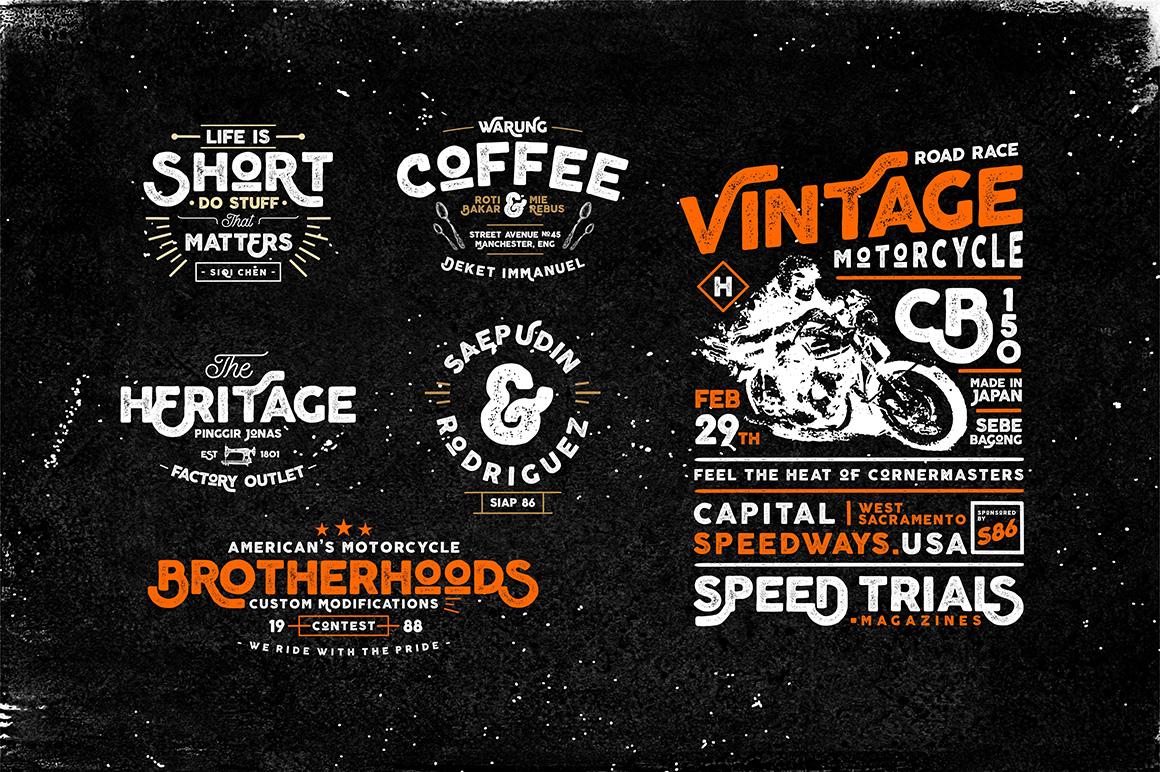 LIFE IS
SHORT
DO STUFF
That
MATTERS
- SIQI CHEN -
WARUNG
COFFEE
ROTI BAKAR & MIE REBUS
STREET AVENUE Nº45
MANCHESTER, ENG
DEKET IMMANUEL
The
HERITAGE
PINGGIR JONAS
EST 1801
- FACTORY OUTLET -
SAEPUDIN
&
RODRIGUEZ
SIAP 86
AMERICAN'S MOTORCYCLE
BROTHERHOODS
CUSTOM MODIFICATIONS
19 CONTEST 88
- WE RIDE WITH THE PRIDE -
ROAD RACE
VINTAGE
MOTORCYCLE
H
CB
150
MADE IN
JAPAN
SEBE
BAGONG
FEB
29TH
FEEL THE HEAT OF CORNERMASTERS
CAPITAL | WEST SACRAMENTO
SPEEDWAYS.USA
SPONSORED
BY
S86
SPEED TRIALS
MAGAZINES